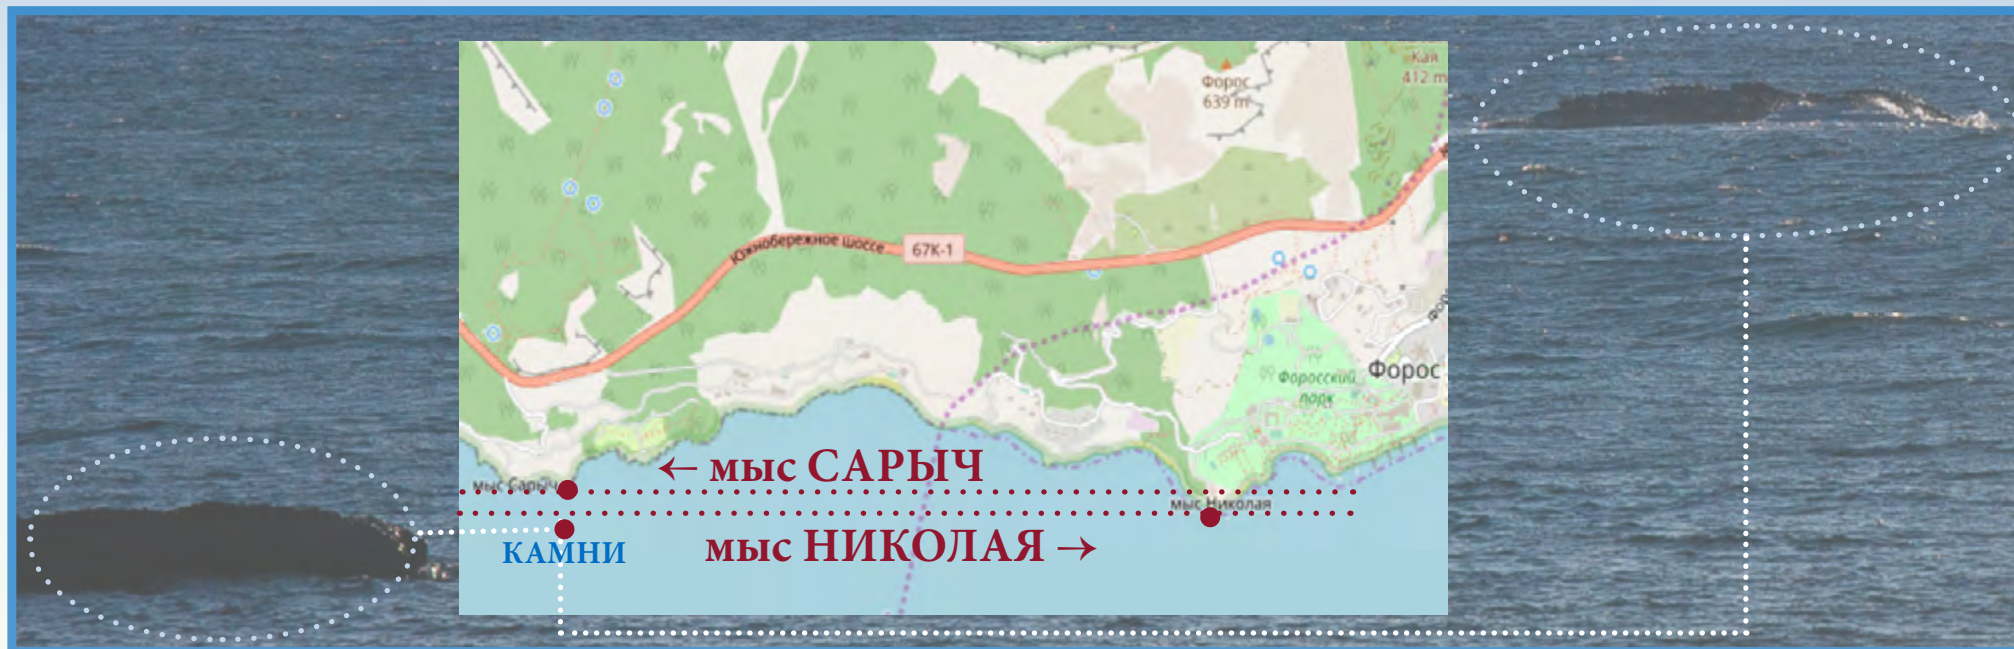 Кая
412 m
Форос
639 m
Южнобережное шоссе
67К-1
Форос
Форосский
парк
← мыс САРЫЧ
мыс Сарыч
мыс Николая
мыс НИКОЛАЯ →
КАМНИ